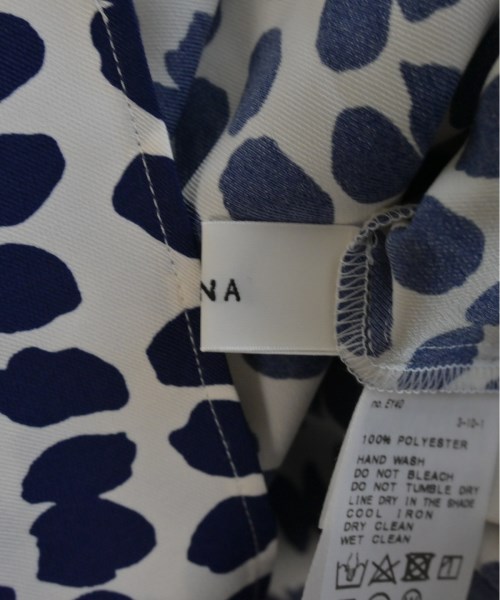 NA
no. EY40
3-10-1
100% POLYESTER
HAND WASH
DO NOT BLEACH
DO NOT TUMBLE DRY
LINE DRY IN THE SHADE
COOL IRON
DRY CLEAN
WET CLEAN